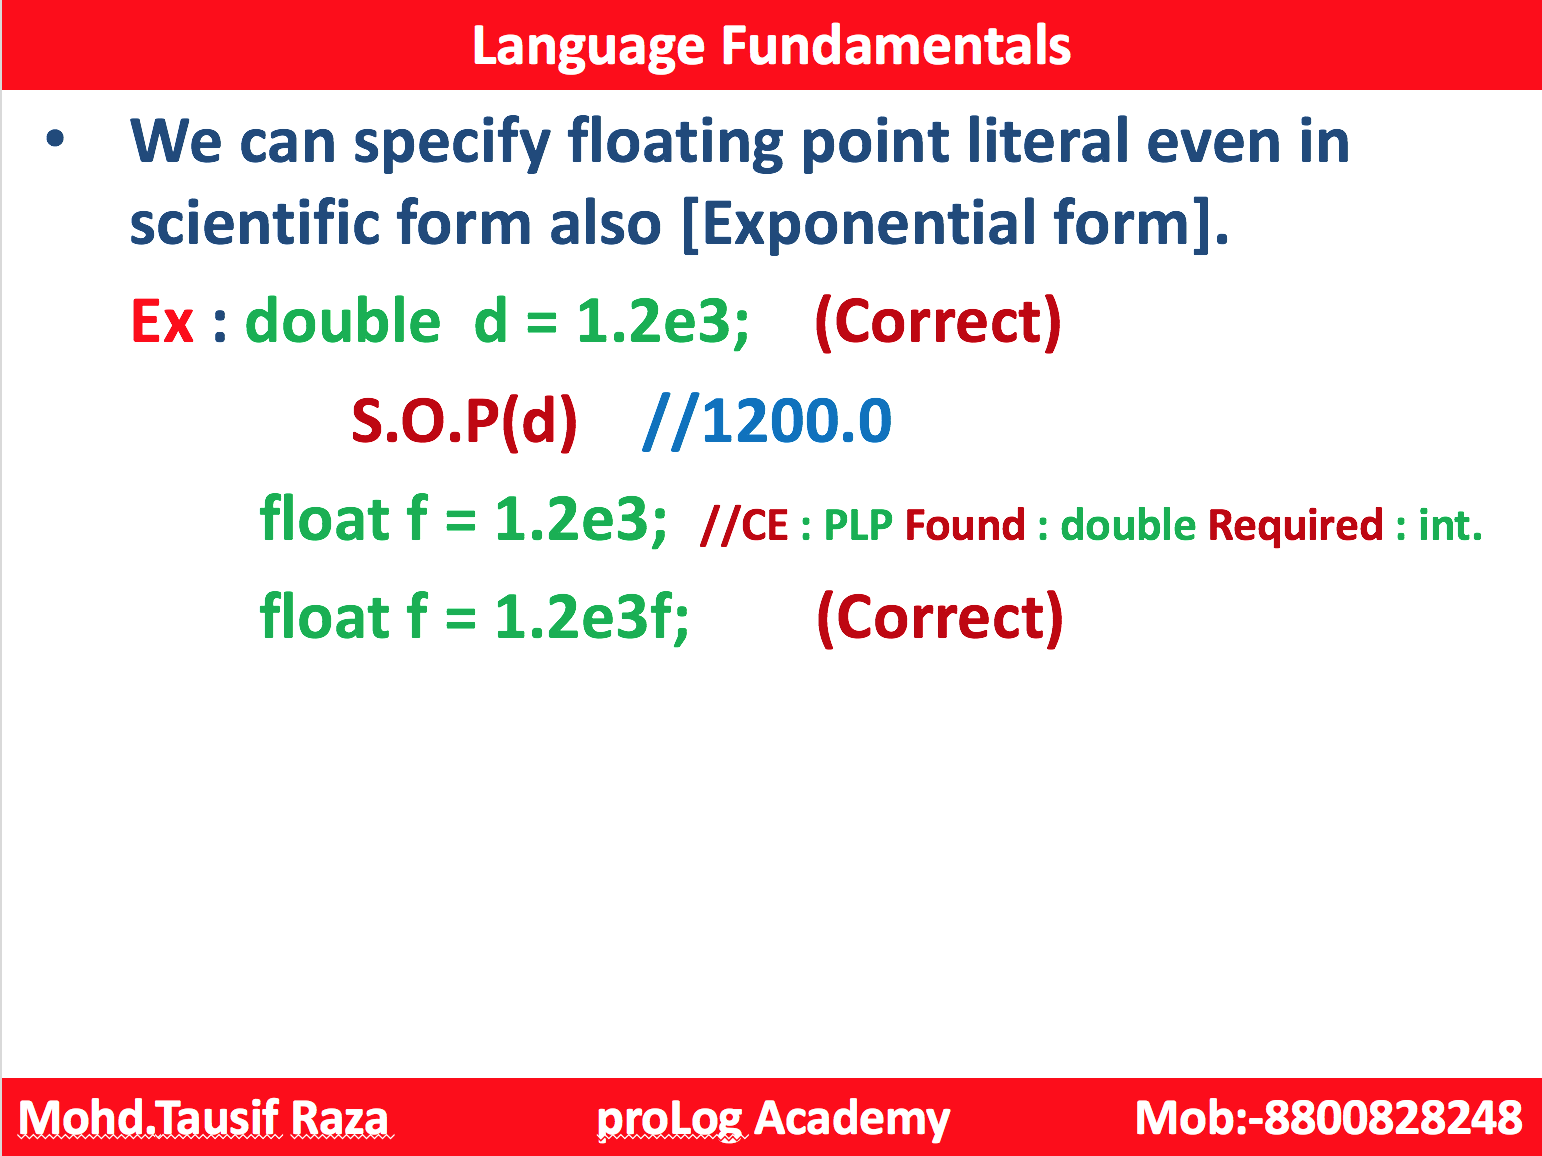 Language Fundamentals
• We can specify floating point literal even in
scientific form also [Exponential form].
Ex : double d = 1.2e3; (Correct)
S.O.P(d) //1200.0
float f = 1.2e3; //CE : PLP Found : double Required : int.
float f = 1.2e3f; (Correct)
Mohd.Tausif Raza proLog Academy Mob:-8800828248